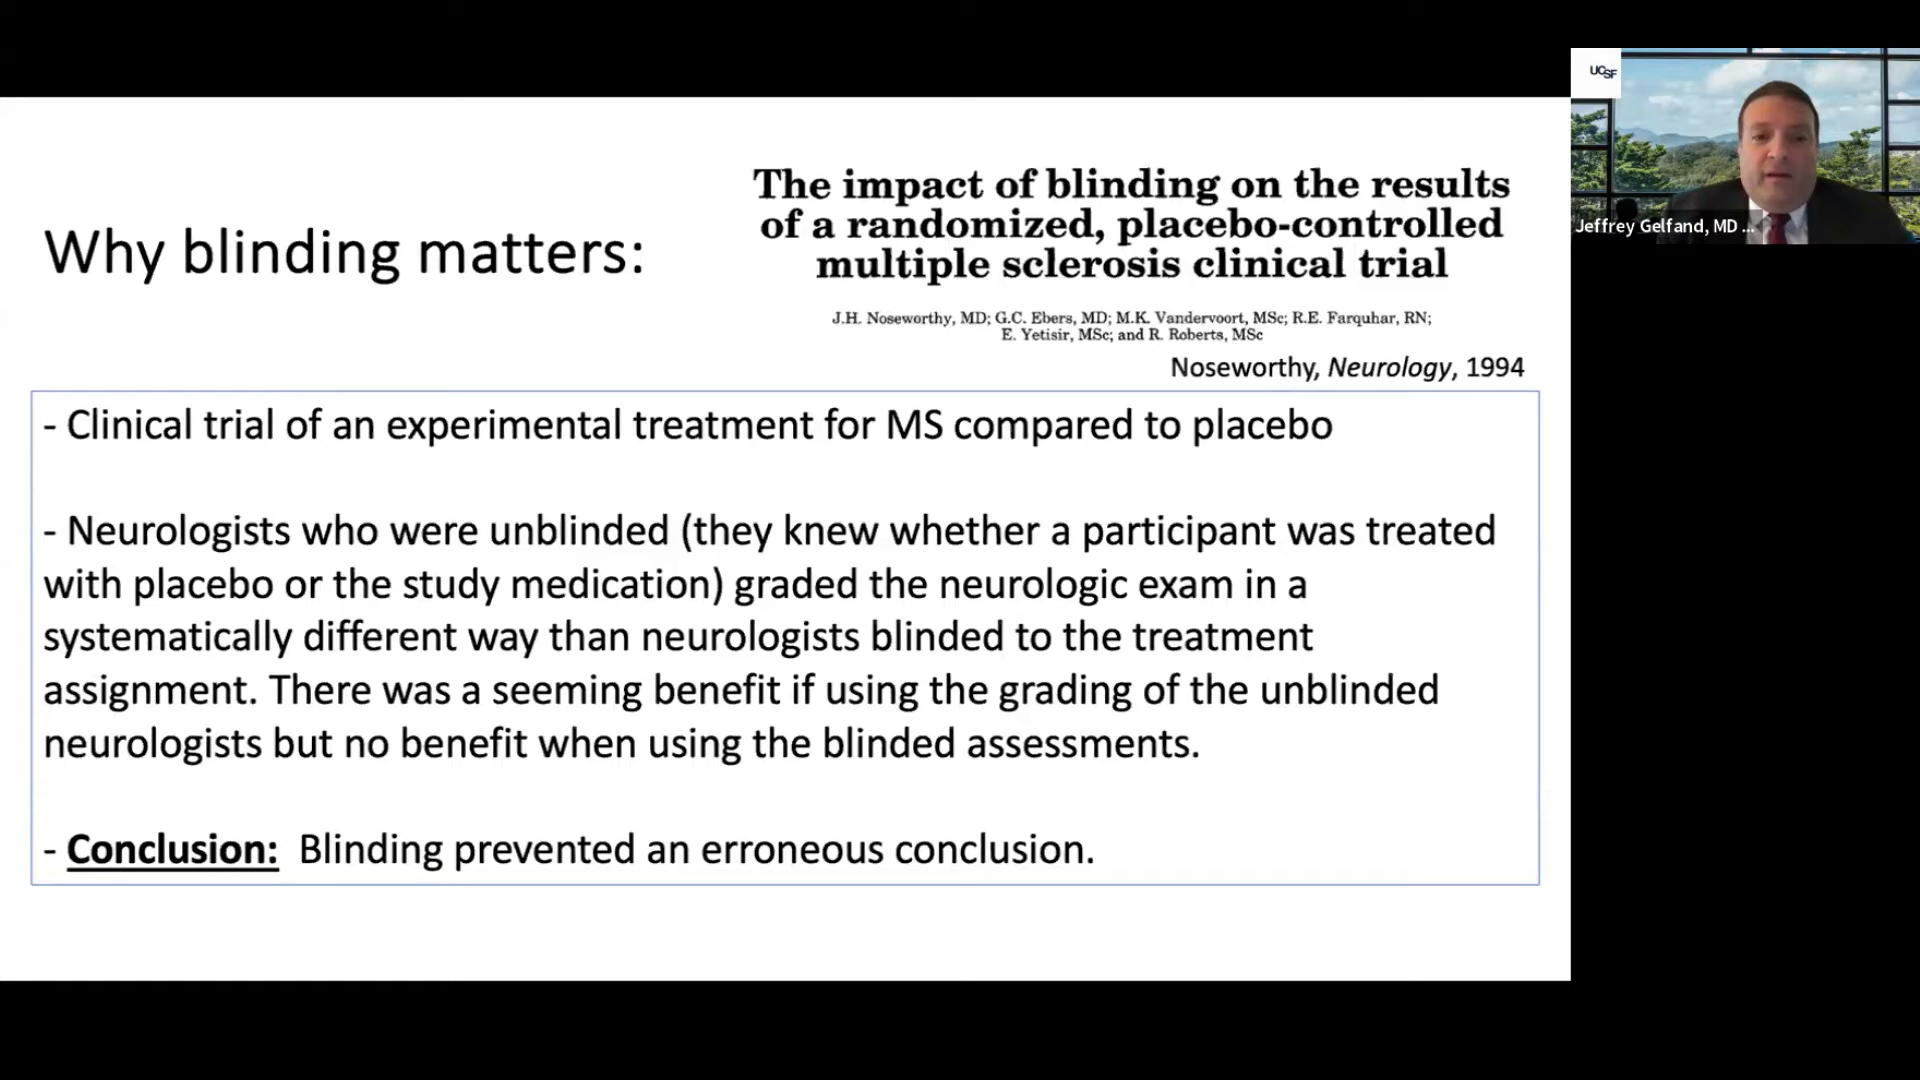 Why blinding matters:
The impact of blinding on the results
of a randomized, placebo-controlled
multiple sclerosis clinical trial
J.H. Noseworthy, MD; G.C. Ebers, MD; M.K. Vandervoort, MSc; R.E. Farquhar, RN;
E. Yetisir, MSc; and R. Roberts, MSc
Noseworthy, Neurology, 1994
- Clinical trial of an experimental treatment for MS compared to placebo
- Neurologists who were unblinded (they knew whether a participant was treated
with placebo or the study medication) graded the neurologic exam in a
systematically different way than neurologists blinded to the treatment
assignment. There was a seeming benefit if using the grading of the unblinded
neurologists but no benefit when using the blinded assessments.
- Conclusion: Blinding prevented an erroneous conclusion.
UCSF
Jeffrey Gelfand, MD ...